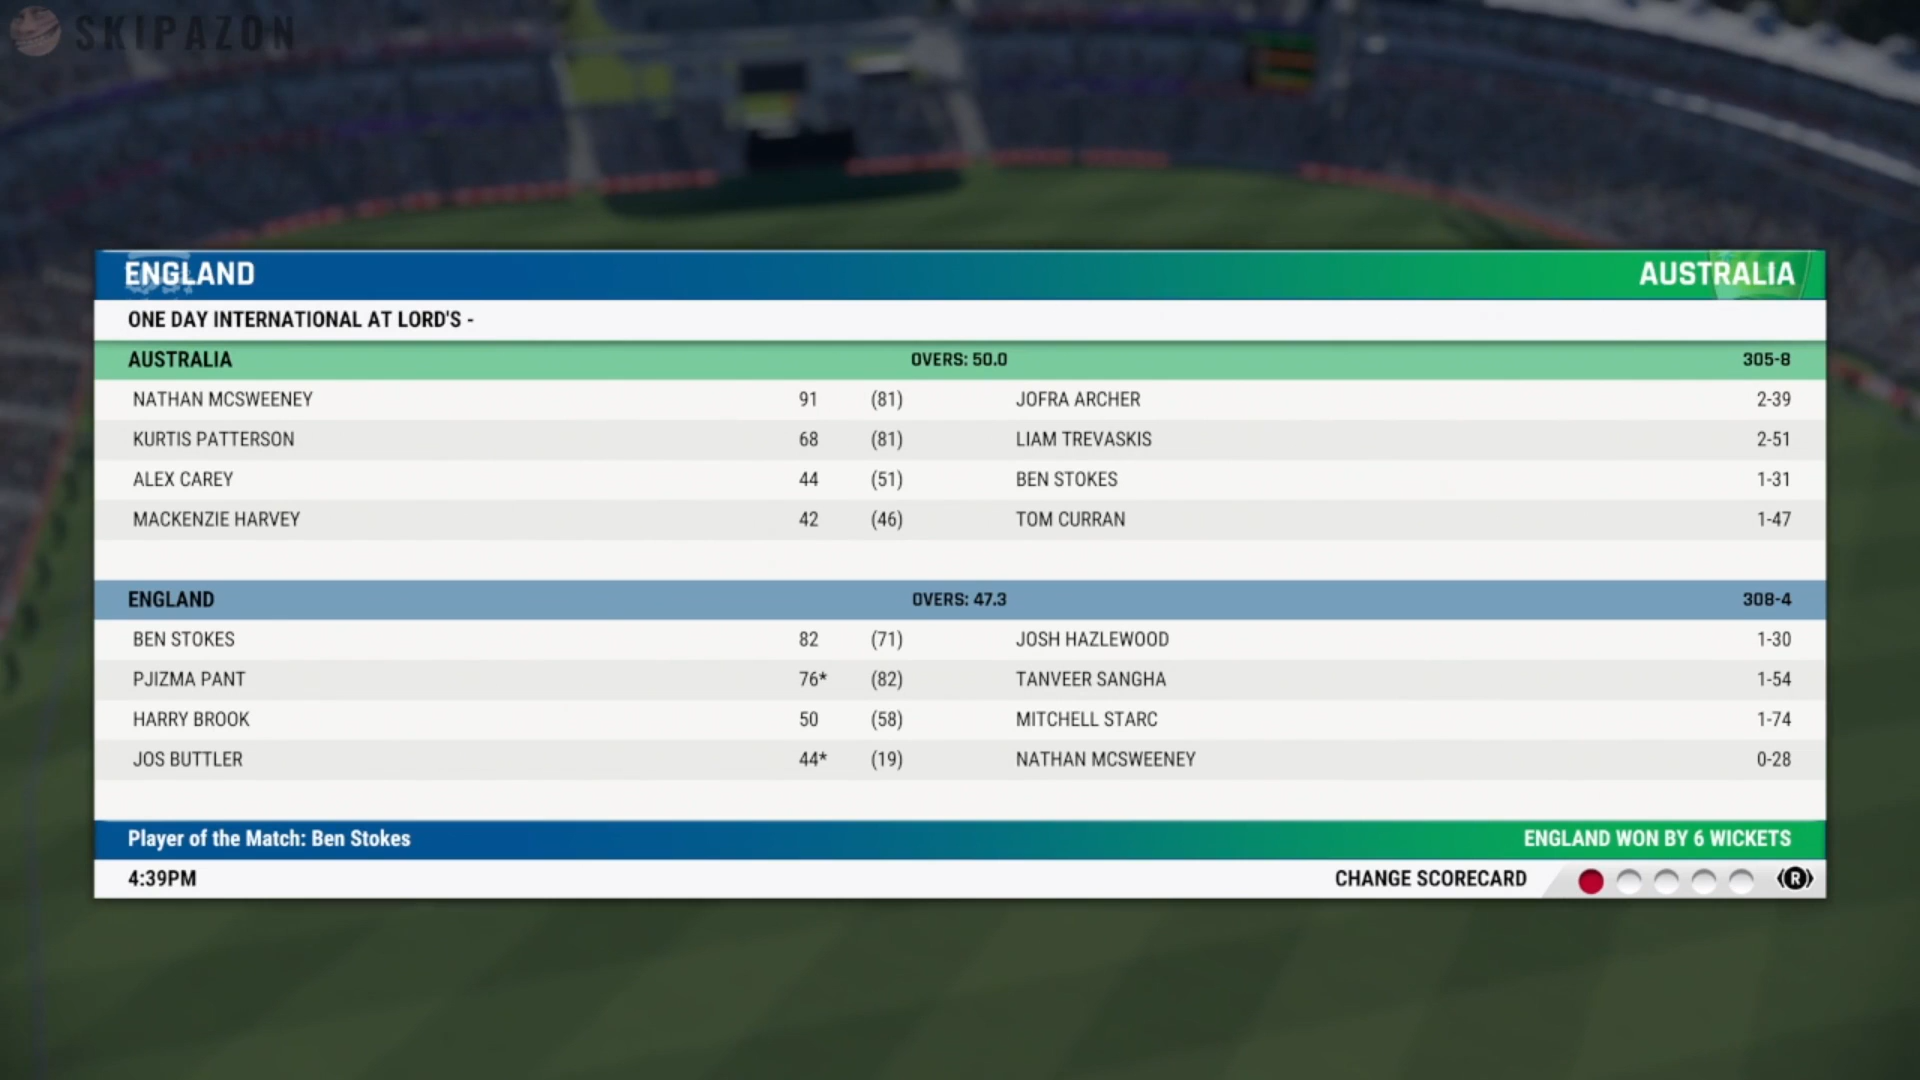 SKIPAZON
ENGLAND AUSTRALIA
ONE DAY INTERNATIONAL AT LORD'S -
AUSTRALIA OVERS: 50.0 305-8
NATHAN MCSWEENEY 91 (81) JOFRA ARCHER 2-39
KURTIS PATTERSON 68 (81) LIAM TREVASKIS 2-51
ALEX CAREY 44 (51) BEN STOKES 1-31
MACKENZIE HARVEY 42 (46) TOM CURRAN 1-47
ENGLAND OVERS: 47.3 308-4
BEN STOKES 82 (71) JOSH HAZLEWOOD 1-30
PJIZMA PANT 76* (82) TANVEER SANGHA 1-54
HARRY BROOK 50 (58) MITCHELL STARC 1-74
JOS BUTTLER 44* (19) NATHAN MCSWEENEY 0-28
Player of the Match: Ben Stokes ENGLAND WON BY 6 WICKETS
4:39PM CHANGE SCORECARD R